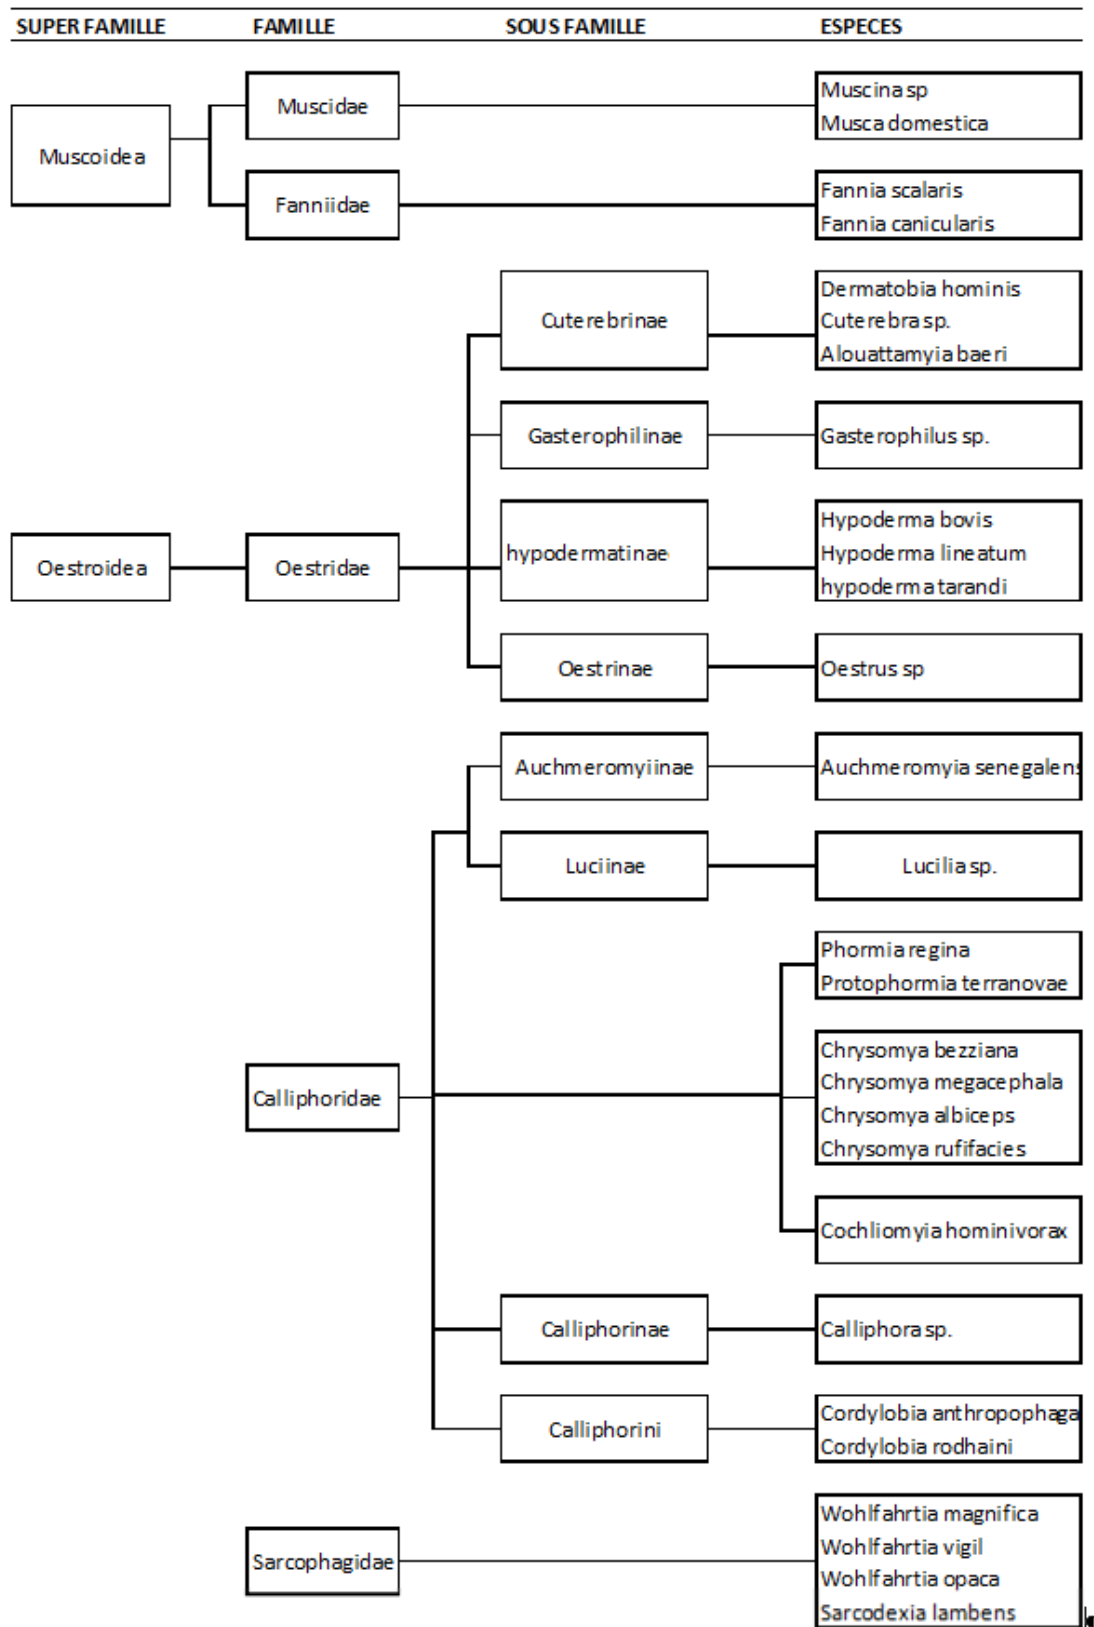 SUPER FAMILLE FAMILLE SOUS FAMILLE ESPECES
Muscoidea
Muscidae
Muscina sp
Musca domestica
Fanniidae
Fannia scalaris
Fannia canicularis
Oestroidea
Oestridae
Cuterebrinae
Dermatobia hominis
Cuterebra sp.
Alouattamyia baeri
Gasterophilinae
Gasterophilus sp.
hypodermatinae
Hypoderma bovis
Hypoderma lineatum
hypoderma tarandi
Oestrinae
Oestrus sp
Calliphoridae
Auchmeromyiinae
Auchmeromyia senegalens
Luciinae
Lucilia sp.
Phormia regina
Protophormia terranovae
Chrysomya bezziana
Chrysomya megacephala
Chrysomya albiceps
Chrysomya rufifacies
Cochliomyia hominivorax
Calliphorinae
Calliphora sp.
Calliphorini
Cordylobia anthropophaga
Cordylobia rodhaini
Sarcophagidae
Wohlfahrtia magnifica
Wohlfahrtia vigil
Wohlfahrtia opaca
Sarcodexia lambens